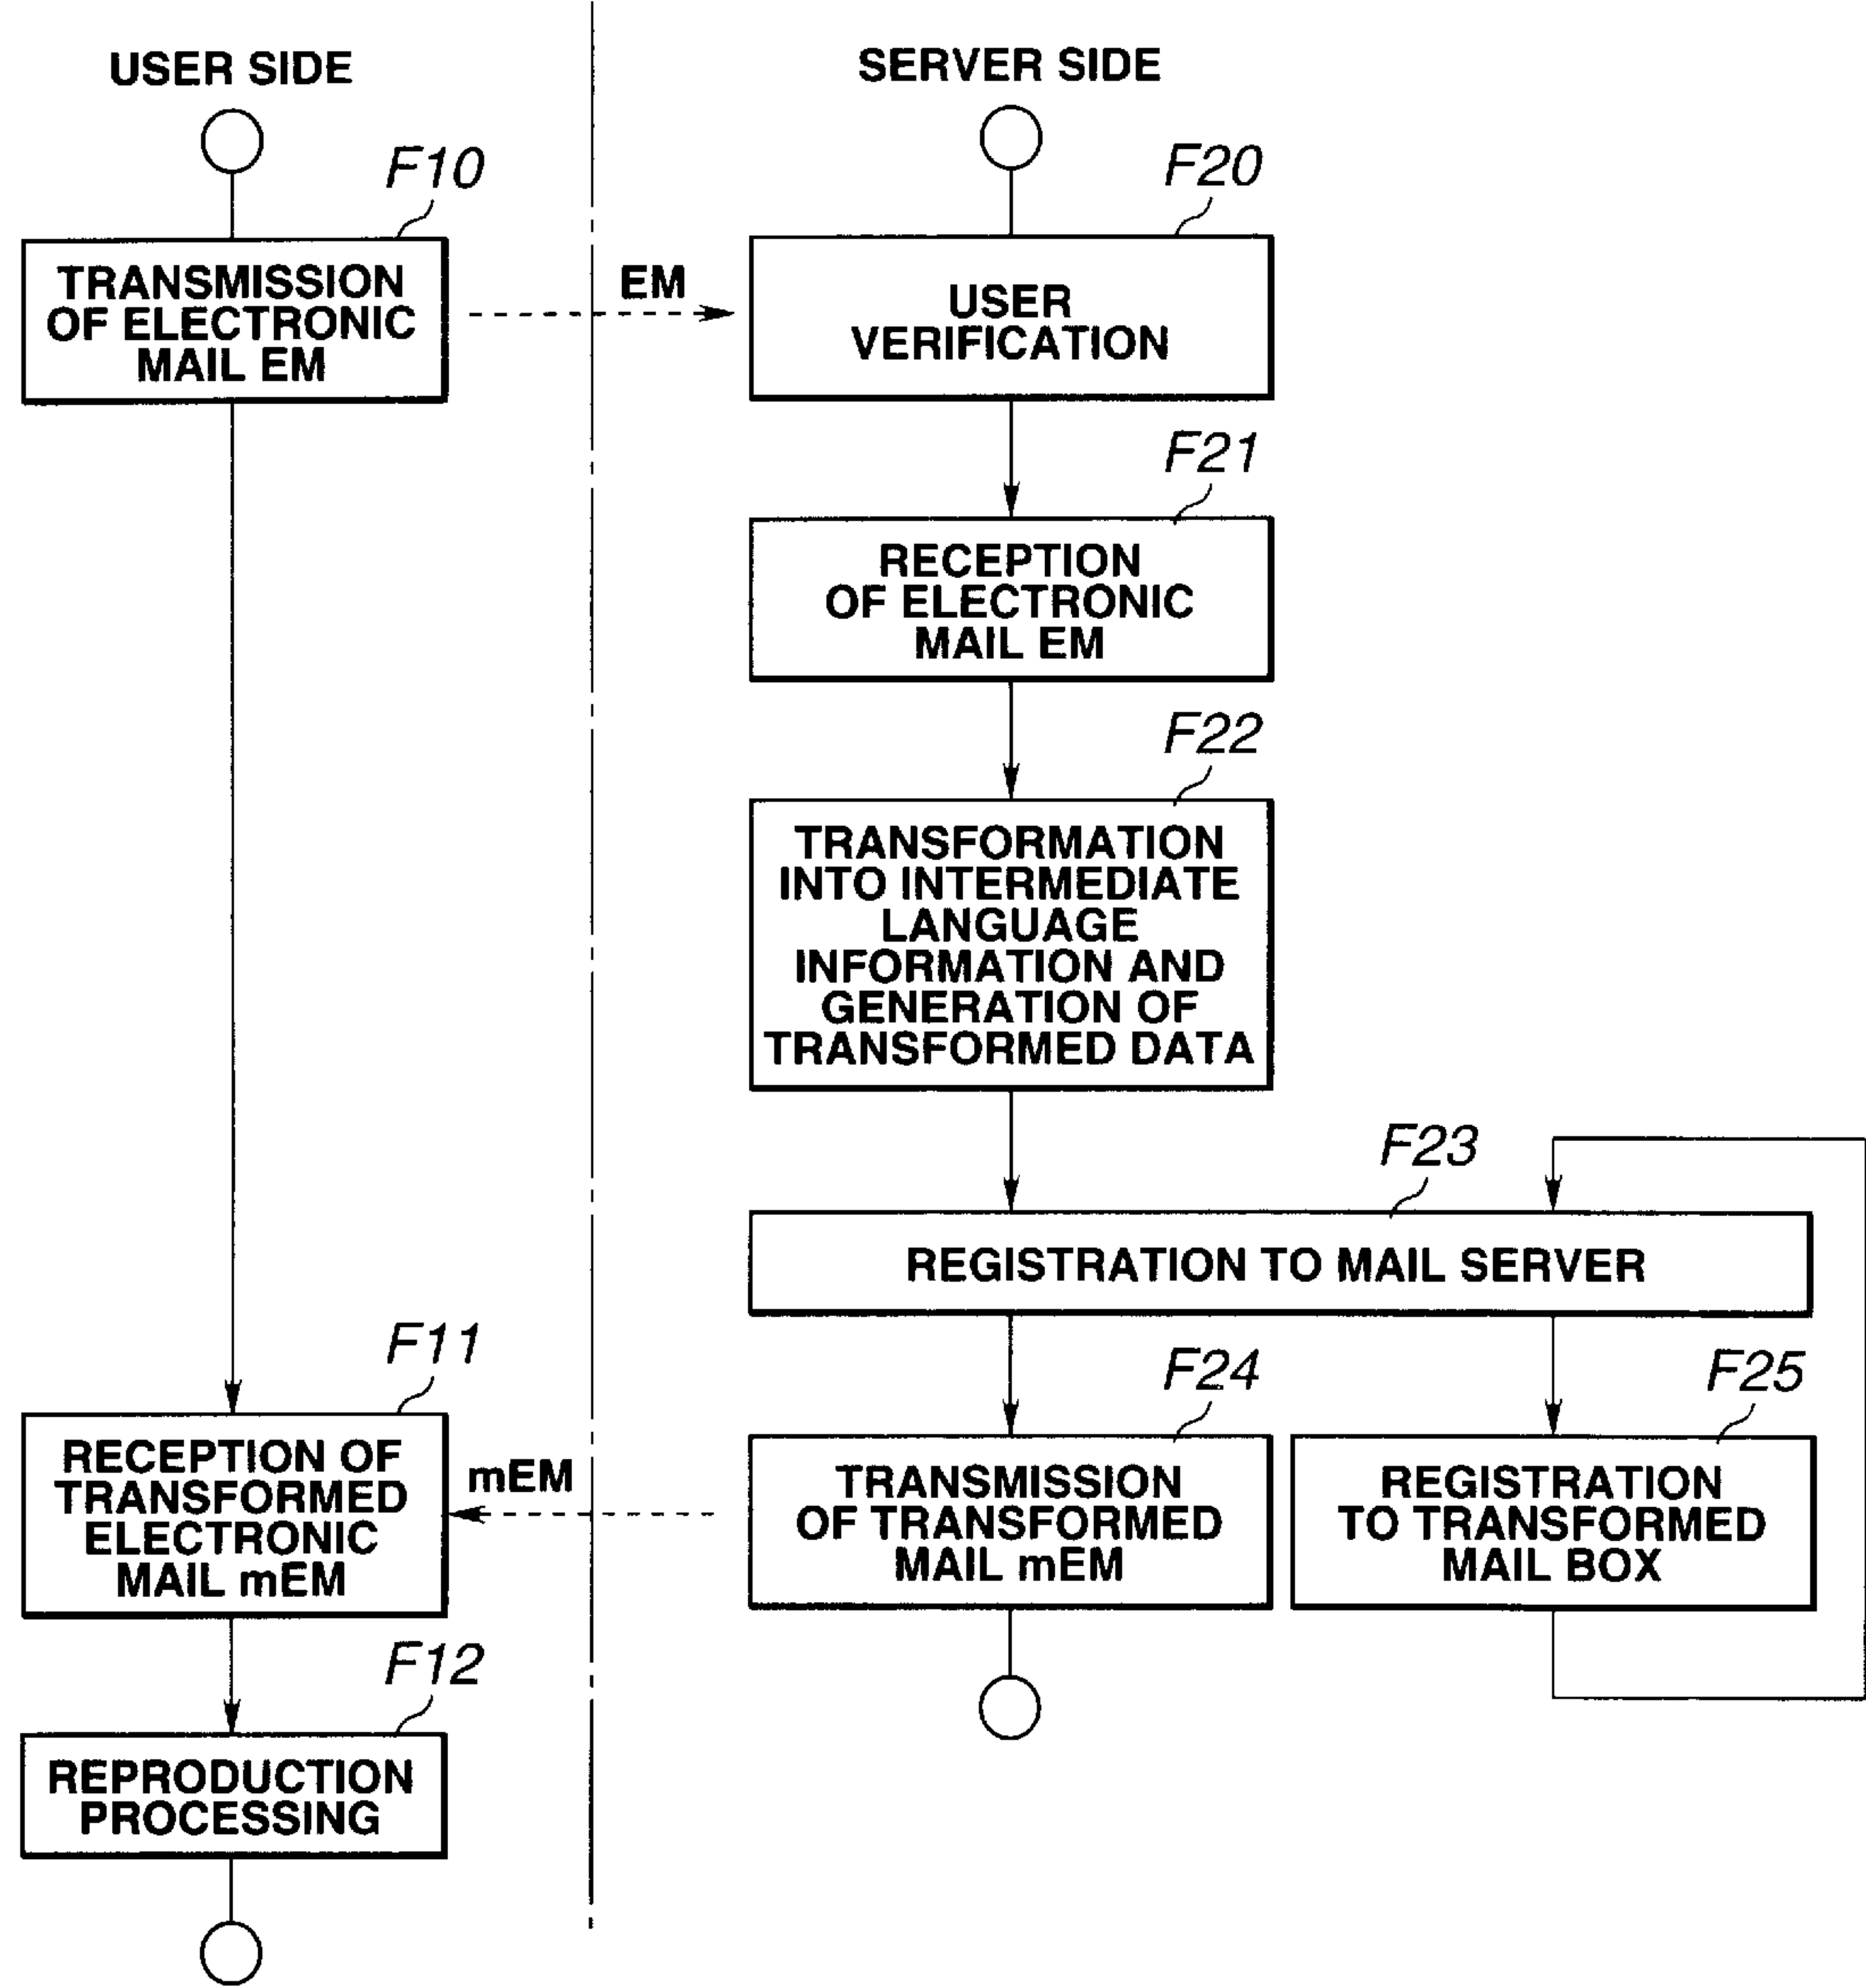 USER SIDE
F10
TRANSMISSION
OF ELECTRONIC
MAIL EM
EM
SERVER SIDE
F20
USER
VERIFICATION
F21
RECEPTION
OF ELECTRONIC
MAIL EM
F22
TRANSFORMATION
INTO INTERMEDIATE
LANGUAGE
INFORMATION AND
GENERATION OF
TRANSFORMED DATA
F23
REGISTRATION TO MAIL SERVER
F24
TRANSMISSION
OF TRANSFORMED
MAIL mEM
F25
REGISTRATION
TO TRANSFORMED
MAIL BOX
mEM
F11
RECEPTION OF
TRANSFORMED
ELECTRONIC
MAIL mEM
F12
REPRODUCTION
PROCESSING